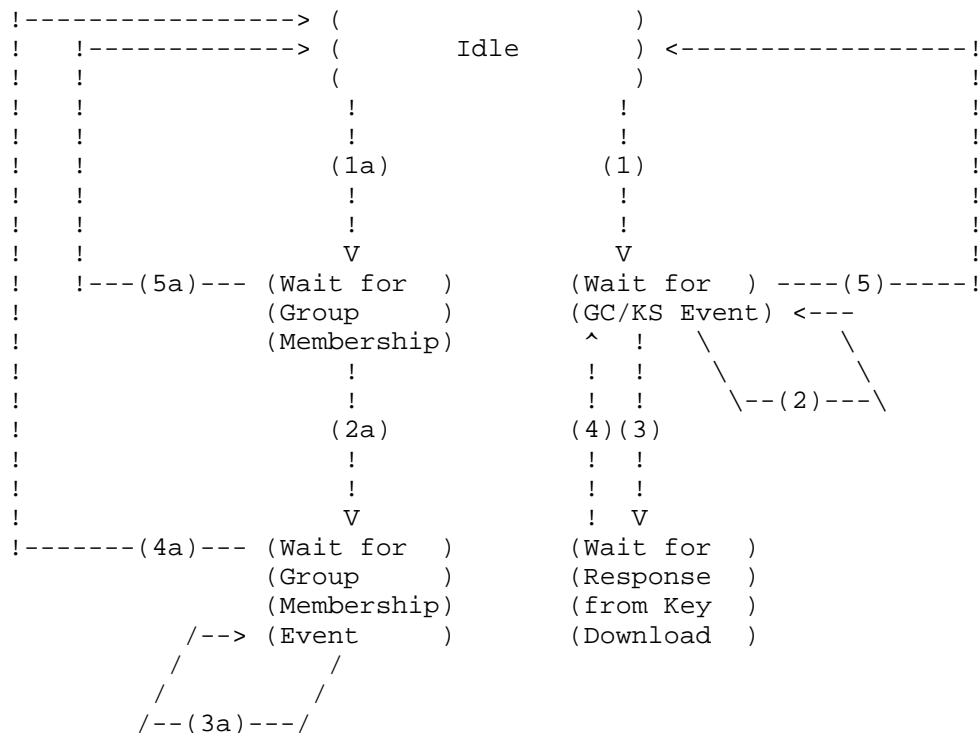 !-----------------> (                   )
!   !-------------> (       Idle        ) <------------------!
!   !               (                   )                    !
!   !                !                 !                     !
!   !                !                 !                     !
!   !               (1a)             (1)                     !
!   !                !                 !                     !
!   !                !                 !                     !
!   !                V                 V                     !
!   !---(5a)--- (Wait for  )       (Wait for  ) ----(5)-----!
!               (Group     )       (GC/KS Event) <---
!               (Membership)        ^  !   \        \
!                    !              !  !    \        \
!                    !              !  !     \--(2)---\
!                   (2a)           (4)(3)
!                    !              !  !
!                    !              !  !
!                    V              !  V
!-------(4a)--- (Wait for  )       (Wait for  )
                (Group     )       (Response  )
                (Membership)       (from Key  )
           /--> (Event     )       (Download  )
          /         /
         /         /
        /--(3a)---/